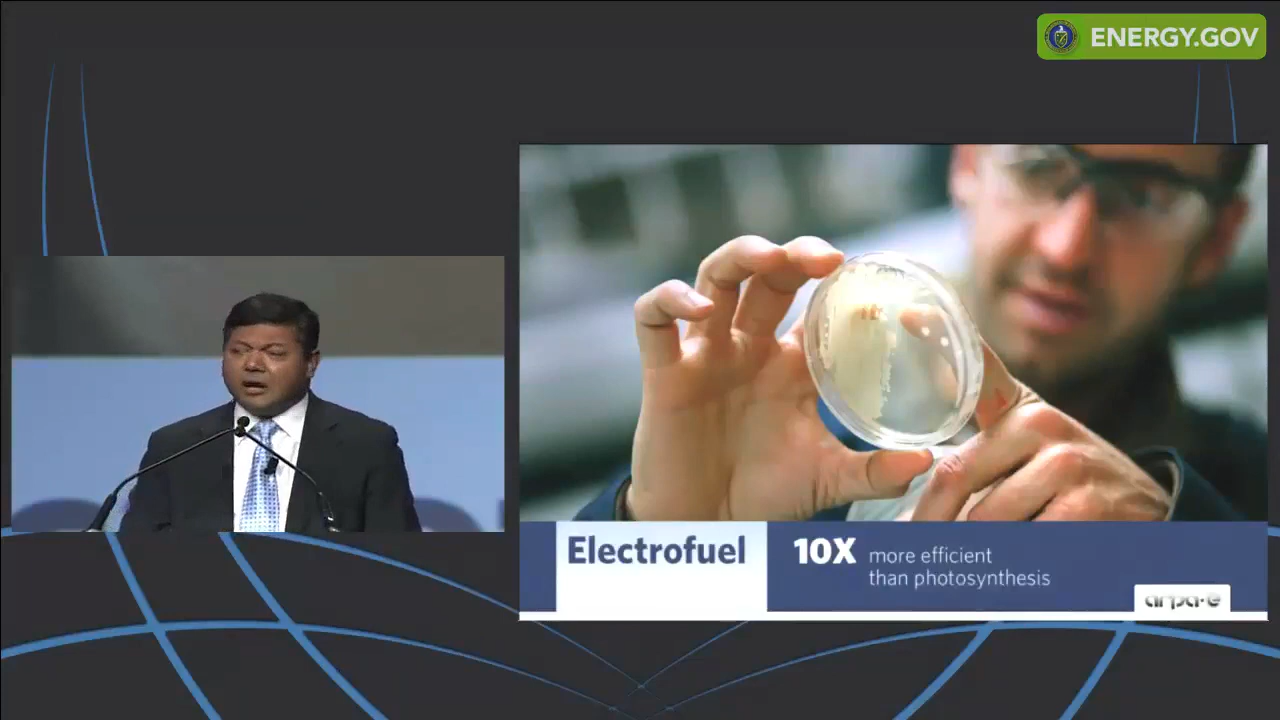 ENERGY.GOV
Electrofuel
10X more efficient
than photosynthesis
arpa·e